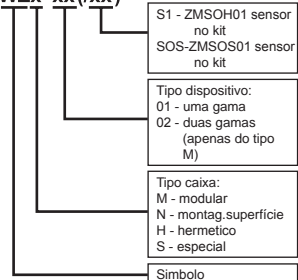 S1 - ZMSOH01 sensor
no kit
SOS-ZMSOS01 sensor
no kit
Tipo dispositivo:
01 - uma gama
02 - duas gamas
(apenas do tipo
M)
Tipo caixa:
M - modular
N - montag.superfície
H - hermetico
S - especial
Simbolo